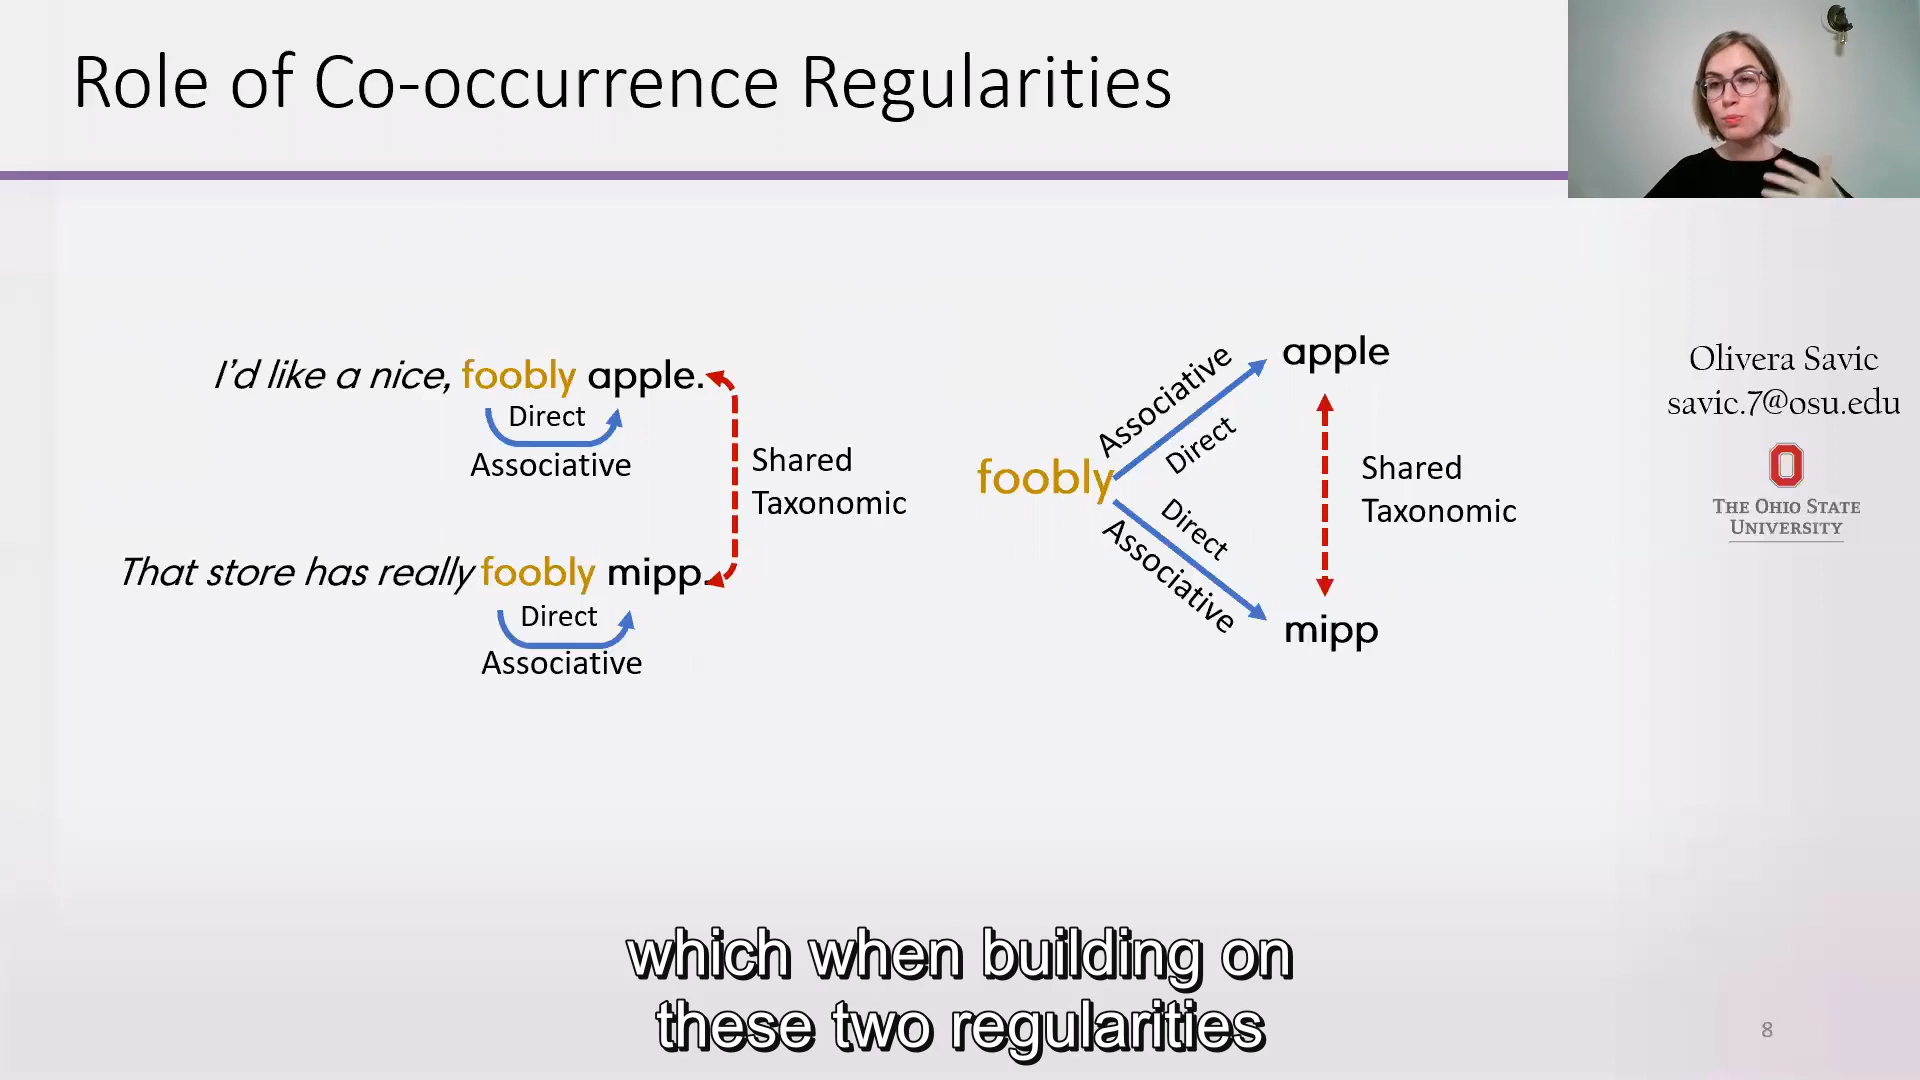 Role of Co-occurrence Regularities
I'd like a nice, foobly apple.
Direct
Associative
Shared
Taxonomic
That store has really foobly mipp.
Direct
Associative
apple
Associative
Direct
foobly
Shared
Taxonomic
Direct
Associative
mipp
Olivera Savic
savic.7@osu.edu
THE OHIO STATE
UNIVERSITY
which when building on
these two regularities
8